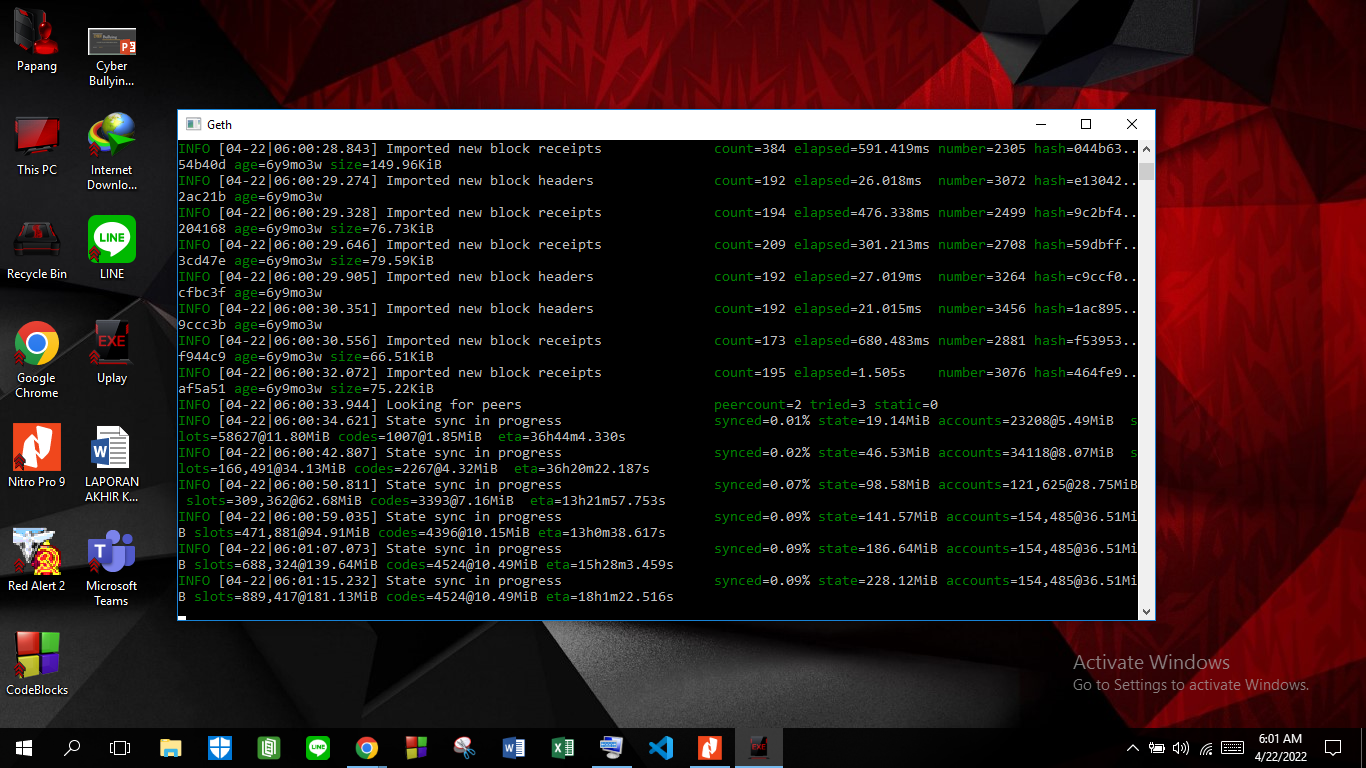 Papang
Cyber
Bullyin...
This PC
Internet
Downlo...
Recycle Bin
LINE
LINE
Google
Chrome
EXE
Uplay
Nitro Pro 9
LAPORAN
AKHIR K...
Red Alert 2
Microsoft
Teams
CodeBlocks
Geth
INFO [04-22|06:00:28.843] Imported new block receipts count=384 elapsed=591.419ms number=2305 hash=044b63..
54b40d age=6y9mo3w size=149.96KiB
INFO [04-22|06:00:29.274] Imported new block headers count=192 elapsed=26.018ms number=3072 hash=e13042..
2ac21b age=6y9mo3w
INFO [04-22|06:00:29.328] Imported new block receipts count=194 elapsed=476.338ms number=2499 hash=9c2bf4..
204168 age=6y9mo3w size=76.73KiB
INFO [04-22|06:00:29.646] Imported new block receipts count=209 elapsed=301.213ms number=2708 hash=59dbff..
3cd47e age=6y9mo3w size=79.59KiB
INFO [04-22|06:00:29.905] Imported new block headers count=192 elapsed=27.019ms number=3264 hash=c9ccf0..
cfbc3f age=6y9mo3w
INFO [04-22|06:00:30.351] Imported new block headers count=192 elapsed=21.015ms number=3456 hash=1ac895..
9ccc3b age=6y9mo3w
INFO [04-22|06:00:30.556] Imported new block receipts count=173 elapsed=680.483ms number=2881 hash=f53953..
f944c9 age=6y9mo3w size=66.51KiB
INFO [04-22|06:00:32.072] Imported new block receipts count=195 elapsed=1.505s number=3076 hash=464fe9..
af5a51 age=6y9mo3w size=75.22KiB
INFO [04-22|06:00:33.944] Looking for peers peercount=2 tried=3 static=0
INFO [04-22|06:00:34.621] State sync in progress synced=0.01% state=19.14MiB accounts=23208@5.49MiB s
lots=58627@11.80MiB codes=1007@1.85MiB eta=36h44m4.330s
INFO [04-22|06:00:42.807] State sync in progress synced=0.02% state=46.53MiB accounts=34118@8.07MiB s
lots=166,491@34.13MiB codes=2267@4.32MiB eta=36h20m22.187s
INFO [04-22|06:00:50.811] State sync in progress synced=0.07% state=98.58MiB accounts=121,625@28.75MiB
slots=309,362@62.68MiB codes=3393@7.16MiB eta=13h21m57.753s
INFO [04-22|06:00:59.035] State sync in progress synced=0.09% state=141.57MiB accounts=154,485@36.51Mi
B slots=471,881@94.91MiB codes=4396@10.15MiB eta=13h0m38.617s
INFO [04-22|06:01:07.073] State sync in progress synced=0.09% state=186.64MiB accounts=154,485@36.51Mi
B slots=688,324@139.64MiB codes=4524@10.49MiB eta=15h28m3.459s
INFO [04-22|06:01:15.232] State sync in progress synced=0.09% state=228.12MiB accounts=154,485@36.51Mi
B slots=889,417@181.13MiB codes=4524@10.49MiB eta=18h1m22.516s
Activate Windows
Go to Settings to activate Windows.
LINE
EXE
6:01 AM
4/22/2022